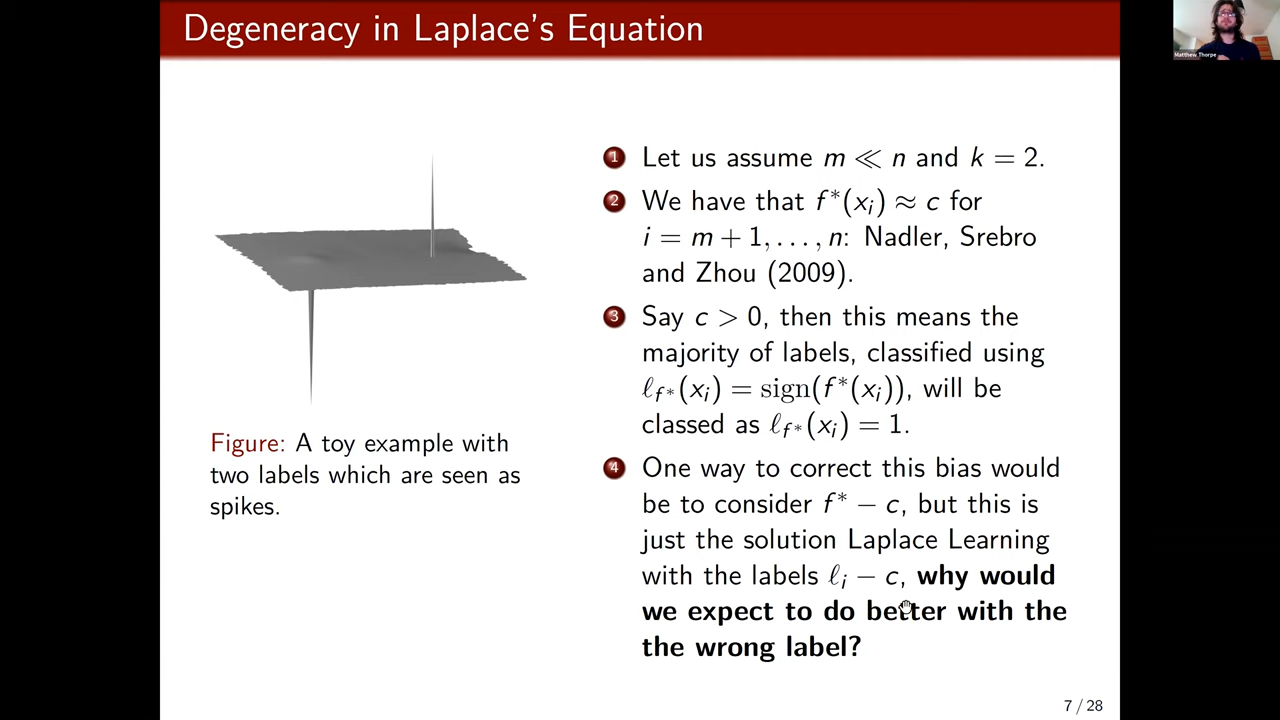 Degeneracy in Laplace's Equation
Matthew Thorpe
Figure: A toy example with
two labels which are seen as
spikes.
1 Let us assume m ≪ n and k = 2.
2 We have that f*(xᵢ) ≈ c for
i = m + 1, . . . , n: Nadler, Srebro
and Zhou (2009).
3 Say c > 0, then this means the
majority of labels, classified using
ℓ_{f*}(xᵢ) = sign(f*(xᵢ)), will be
classed as ℓ_{f*}(xᵢ) = 1.
4 One way to correct this bias would
be to consider f* − c, but this is
just the solution Laplace Learning
with the labels ℓᵢ − c, why would
we expect to do better with the
the wrong label?
7 / 28